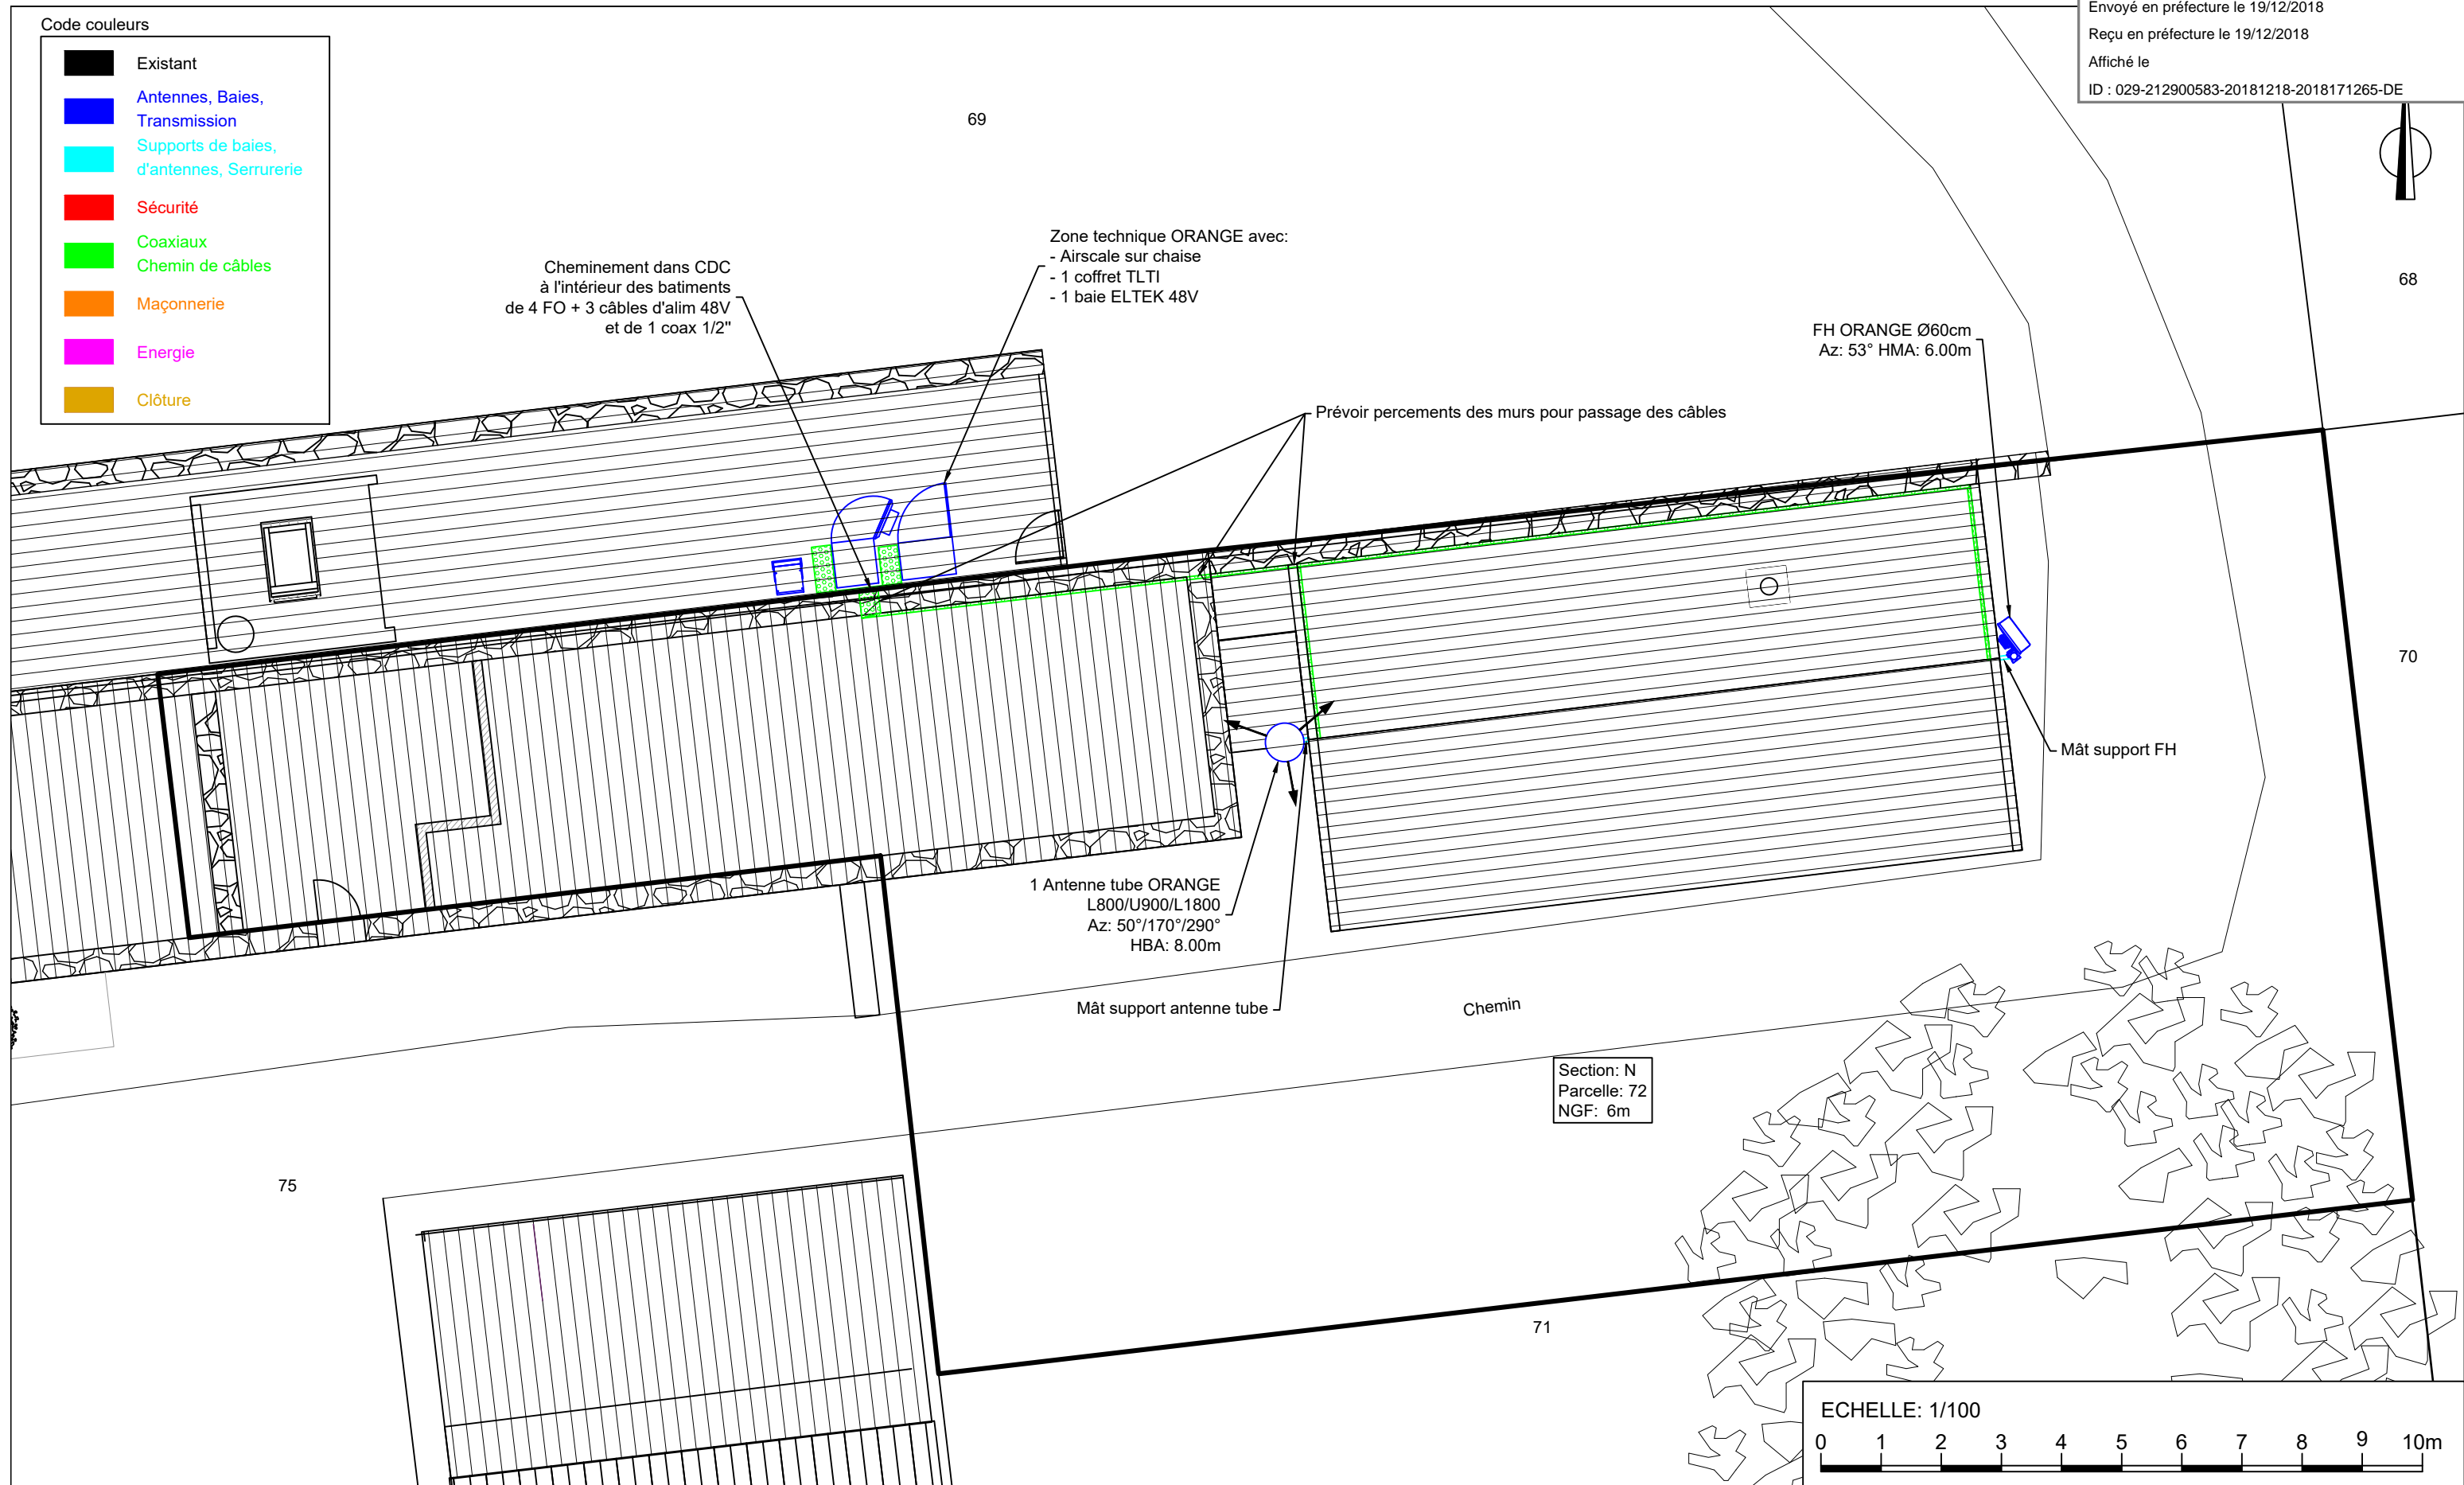 Code couleurs
Existant
Antennes, Baies,
Transmission
Supports de baies,
d'antennes, Serrurerie
Sécurité
Coaxiaux
Chemin de câbles
Maçonnerie
Energie
Clôture
Envoyé en préfecture le 19/12/2018
Reçu en préfecture le 19/12/2018
Affiché le
ID : 029-212900583-20181218-2018171265-DE
69
68
Zone technique ORANGE avec:
- Airscale sur chaise
- 1 coffret TLTI
- 1 baie ELTEK 48V
Cheminement dans CDC
à l'intérieur des batiments
de 4 FO + 3 câbles d'alim 48V
et de 1 coax 1/2"
FH ORANGE Ø60cm
Az: 53° HMA: 6.00m
Prévoir percements des murs pour passage des câbles
70
Mât support FH
1 Antenne tube ORANGE
L800/U900/L1800
Az: 50°/170°/290°
HBA: 8.00m
Mât support antenne tube
Chemin
Section: N
Parcelle: 72
NGF: 6m
75
71
ECHELLE: 1/100
0 1 2 3 4 5 6 7 8 9 10m